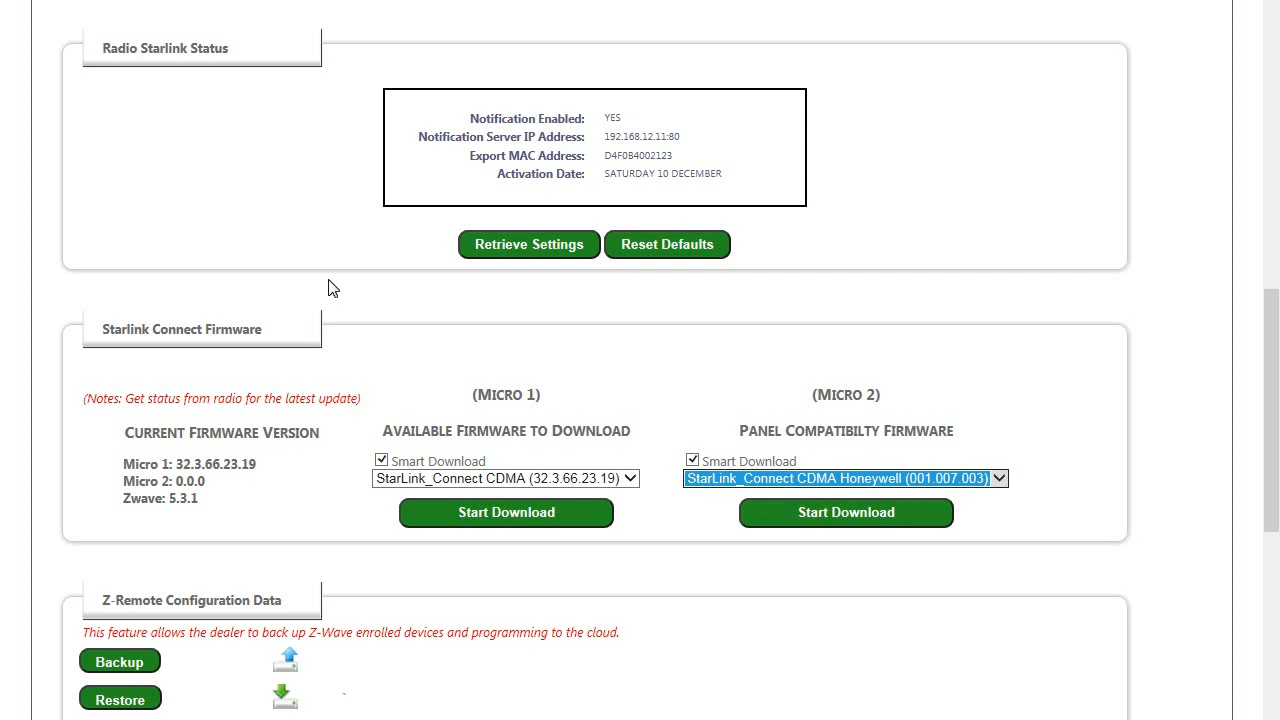 Radio Starlink Status
Notification Enabled: YES
Notification Server IP Address: 192.168.12.11:80
Export MAC Address: D4F0B4002123
Activation Date: SATURDAY 10 DECEMBER
Retrieve Settings Reset Defaults
Starlink Connect Firmware
(Notes: Get status from radio for the latest update)
(MICRO 1)
(MICRO 2)
CURRENT FIRMWARE VERSION
AVAILABLE FIRMWARE TO DOWNLOAD
PANEL COMPATIBILTY FIRMWARE
Micro 1: 32.3.66.23.19
Micro 2: 0.0.0
Zwave: 5.3.1
Smart Download
StarLink_Connect CDMA (32.3.66.23.19)
Start Download
Smart Download
StarLink_Connect CDMA Honeywell (001.007.003)
Start Download
Z-Remote Configuration Data
This feature allows the dealer to back up Z-Wave enrolled devices and programming to the cloud.
Backup
Restore